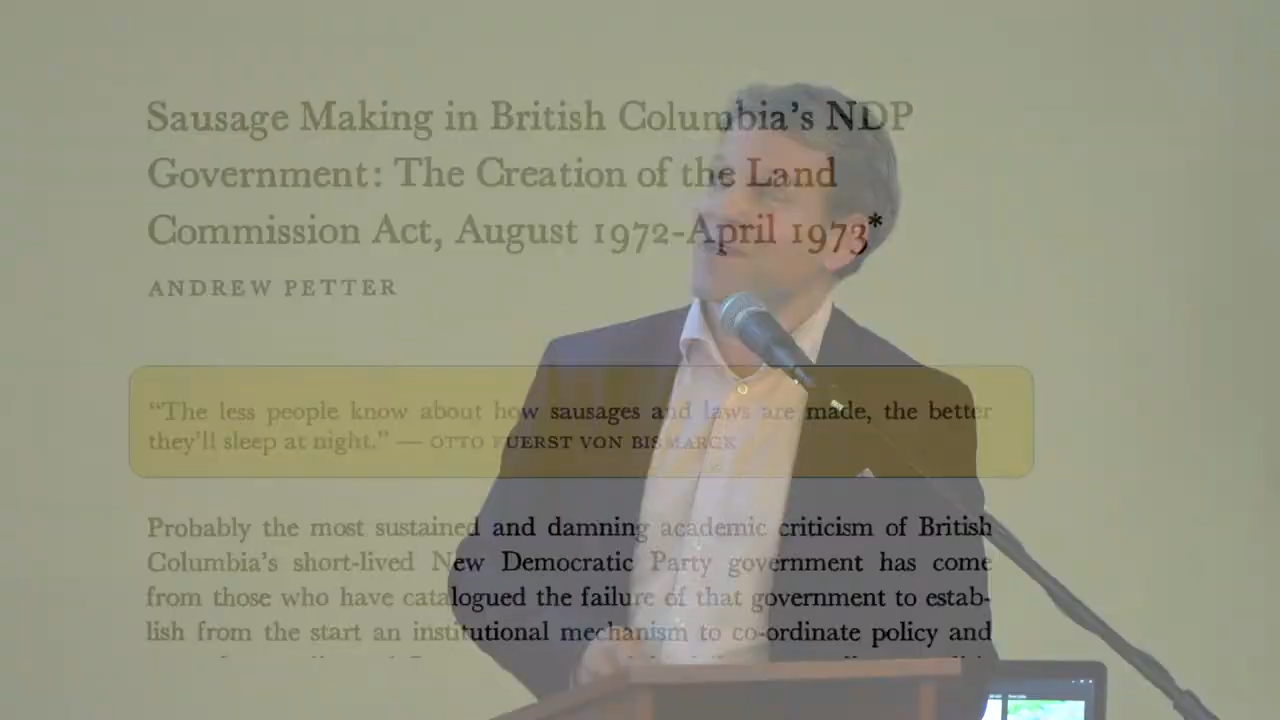 Sausage Making in British Columbia's NDP
Government: The Creation of the Land
Commission Act, August 1972-April 1973*
ANDREW PETTER
“The less people know about how sausages and laws are made, the better
they'll sleep at night.” — OTTO FUERST VON BISMARCK
Probably the most sustained and damning academic criticism of British
Columbia's short-lived New Democratic Party government has come
from those who have catalogued the failure of that government to estab-
lish from the start an institutional mechanism to co-ordinate policy and